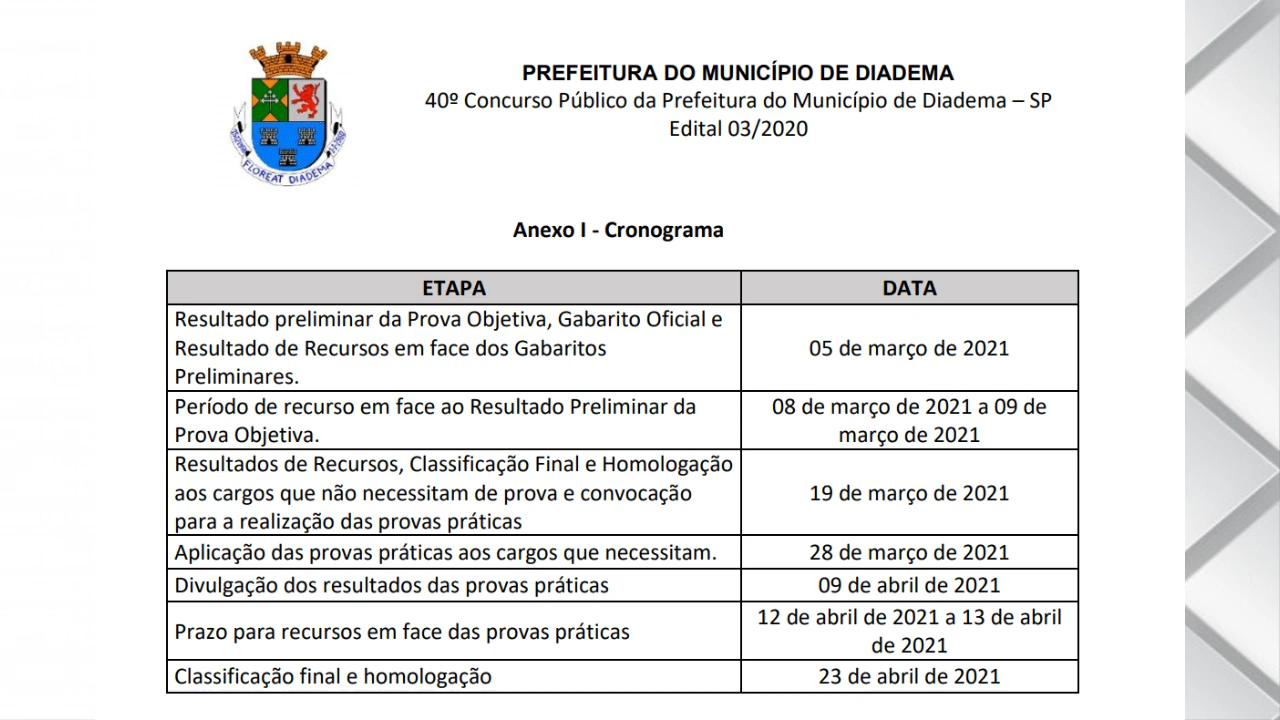 PREFEITURA DO MUNICÍPIO DE DIADEMA
40º Concurso Público da Prefeitura do Município de Diadema – SP
Edital 03/2020
FLOREAT DIADEMA
Anexo I - Cronograma
ETAPA
DATA
Resultado preliminar da Prova Objetiva, Gabarito Oficial e
Resultado de Recursos em face dos Gabaritos
Preliminares.
05 de março de 2021
Período de recurso em face ao Resultado Preliminar da
Prova Objetiva.
08 de março de 2021 a 09 de
março de 2021
Resultados de Recursos, Classificação Final e Homologação
aos cargos que não necessitam de prova e convocação
para a realização das provas práticas
19 de março de 2021
Aplicação das provas práticas aos cargos que necessitam.
28 de março de 2021
Divulgação dos resultados das provas práticas
09 de abril de 2021
Prazo para recursos em face das provas práticas
12 de abril de 2021 a 13 de abril
de 2021
Classificação final e homologação
23 de abril de 2021